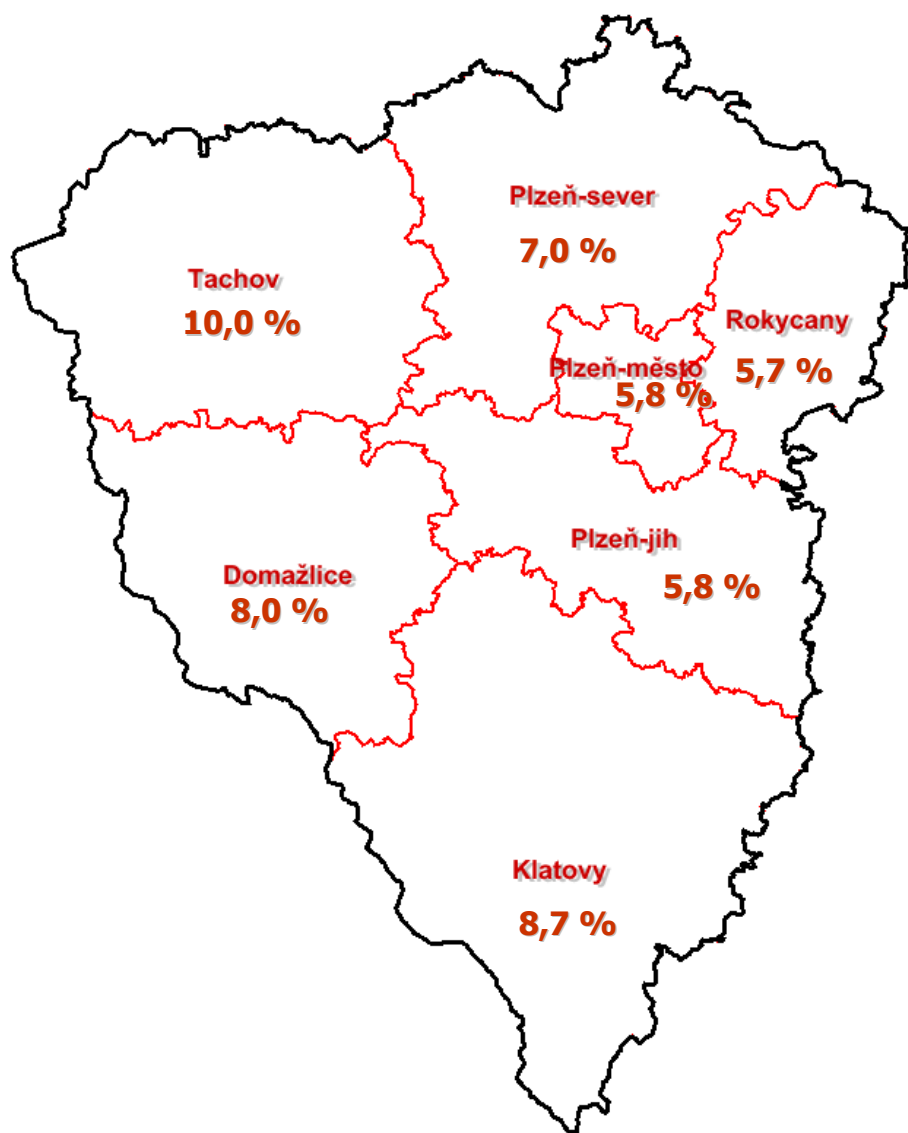 Plzeň-sever
7,0 %
Tachov
10,0 %
Rokycany
5,7 %
Plzeň-město
5,8 %
Plzeň-jih
5,8 %
Domažlice
8,0 %
Klatovy
8,7 %